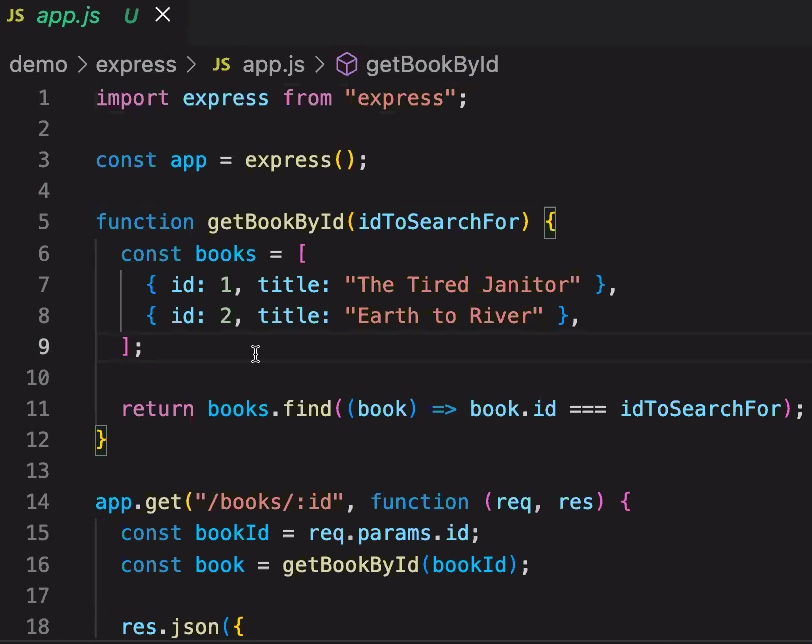 JS app.js U ×
demo > express > JS app.js > getBookById
1 import express from "express";
2
3 const app = express();
4
5 function getBookById(idToSearchFor) {
6 const books = [
7 { id: 1, title: "The Tired Janitor" },
8 { id: 2, title: "Earth to River" },
9 ];
10
11 return books.find((book) => book.id === idToSearchFor);
12 }
13
14 app.get("/books/:id", function (req, res) {
15 const bookId = req.params.id;
16 const book = getBookById(bookId);
17
18 res.json({